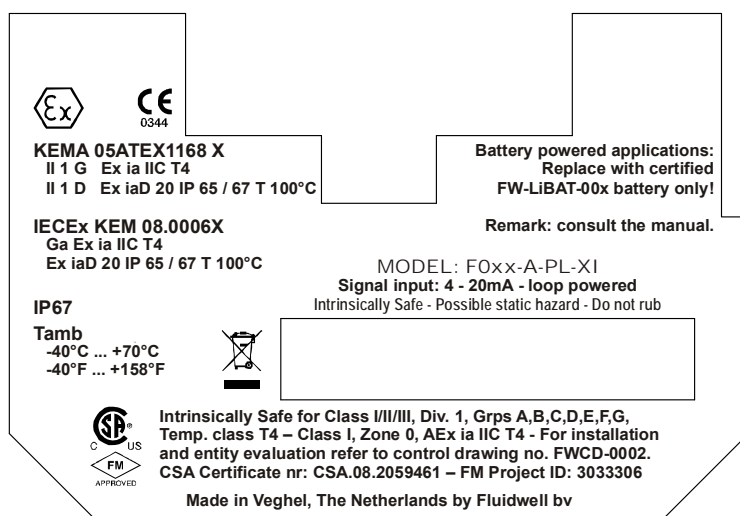 Ex
CE
0344
KEMA 05ATEX1168 X
II 1 G Ex ia IIC T4
II 1 D Ex iaD 20 IP 65 / 67 T 100°C
Battery powered applications:
Replace with certified
FW-LiBAT-00x battery only!
IECEx KEM 08.0006X
Ga Ex ia IIC T4
Ex iaD 20 IP 65 / 67 T 100°C
Remark: consult the manual.
MODEL: F0xx-A-PL-XI
Signal input: 4 - 20mA - loop powered
Intrinsically Safe - Possible static hazard - Do not rub
IP67
Tamb
-40°C ... +70°C
-40°F ... +158°F
SA ®
C US
FM
APPROVED
Intrinsically Safe for Class I/II/III, Div. 1, Grps A,B,C,D,E,F,G,
Temp. class T4 – Class I, Zone 0, AEx ia IIC T4 - For installation
and entity evaluation refer to control drawing no. FWCD-0002.
CSA Certificate nr: CSA.08.2059461 – FM Project ID: 3033306
Made in Veghel, The Netherlands by Fluidwell bv